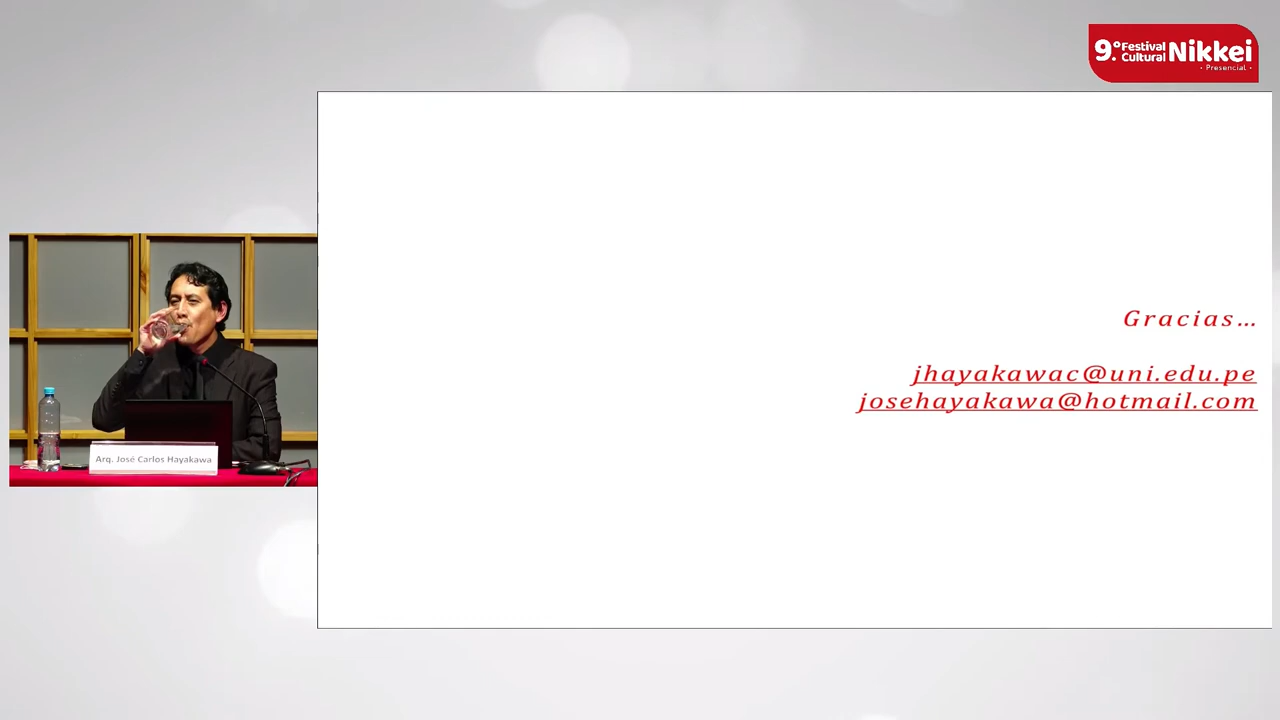 9.º Festival Cultural Nikkei
· Presencial ·
Gracias...
jhayakawac@uni.edu.pe
josehayakawa@hotmail.com
Arq. José Carlos Hayakawa